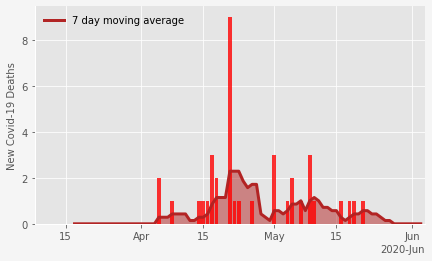 7 day moving average
New Covid-19 Deaths
8
6
4
2
0
15
Apr
15
May
15
Jun
2020-Jun